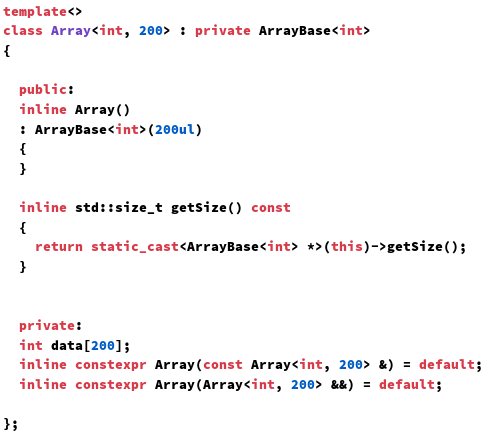 template<>
class Array<int, 200> : private ArrayBase<int>
{
public:
inline Array()
: ArrayBase<int>(200ul)
{
}
inline std::size_t getSize() const
{
return static_cast<ArrayBase<int> *>(this)->getSize();
}
private:
int data[200];
inline constexpr Array(const Array<int, 200> &) = default;
inline constexpr Array(Array<int, 200> &&) = default;
};